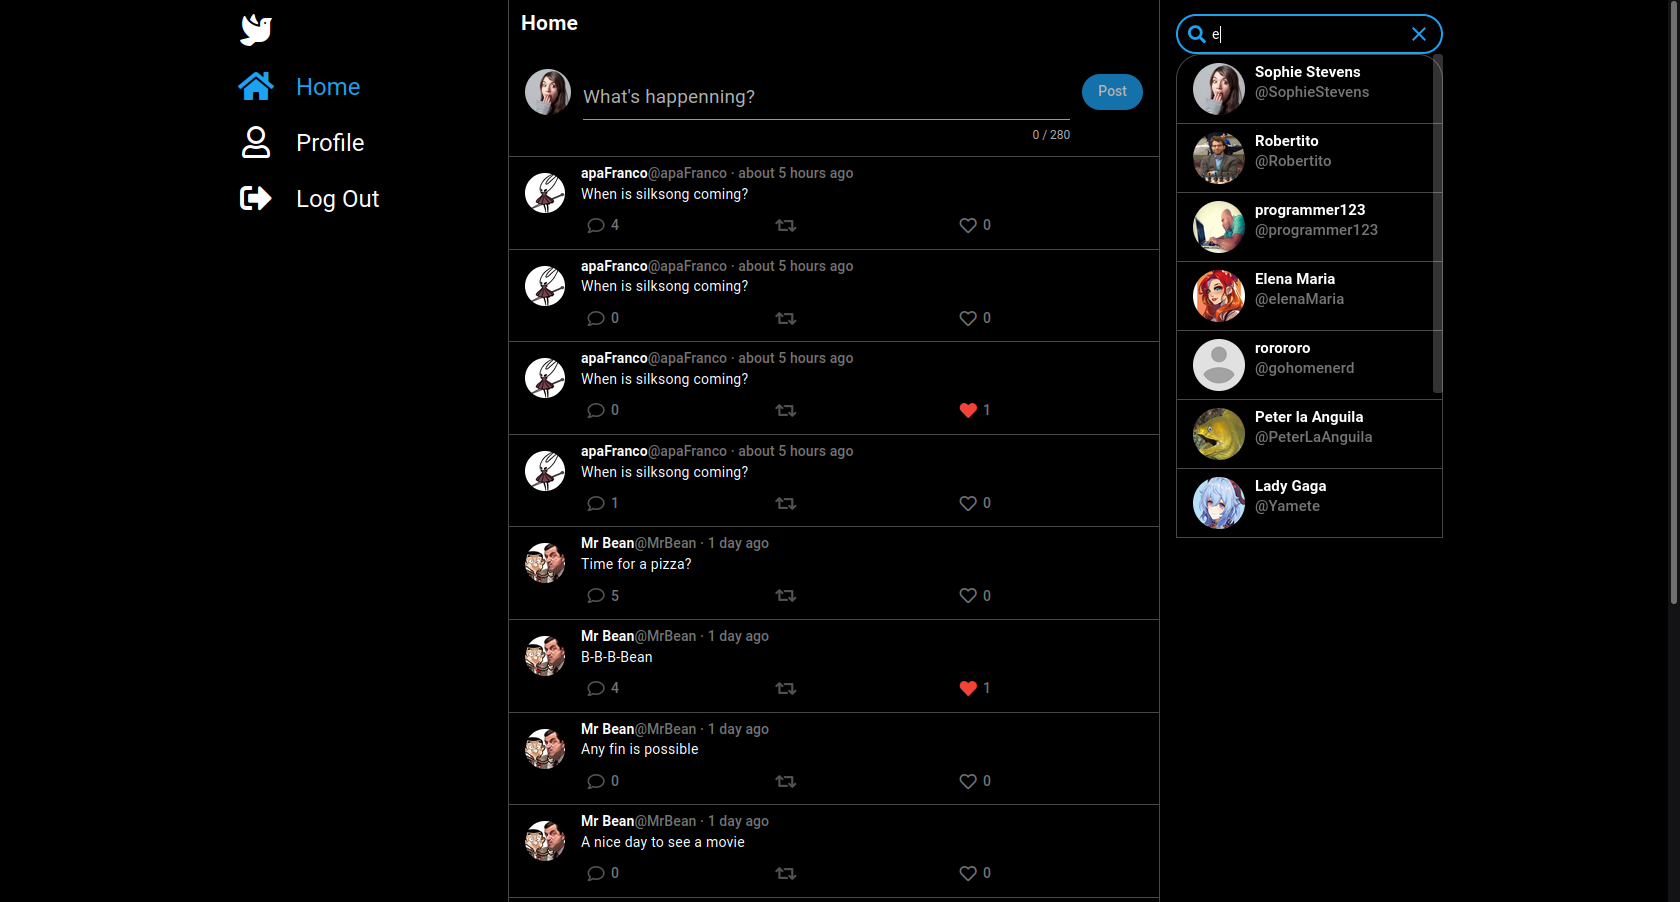 Home
Profile
Log Out
Home
What's happenning?
Post
0 / 280
apaFranco@apaFranco · about 5 hours ago
When is silksong coming?
4 0
apaFranco@apaFranco · about 5 hours ago
When is silksong coming?
0 0
apaFranco@apaFranco · about 5 hours ago
When is silksong coming?
0 1
apaFranco@apaFranco · about 5 hours ago
When is silksong coming?
1 0
Mr Bean@MrBean · 1 day ago
Time for a pizza?
5 0
Mr Bean@MrBean · 1 day ago
B-B-B-Bean
4 1
Mr Bean@MrBean · 1 day ago
Any fin is possible
0 0
Mr Bean@MrBean · 1 day ago
A nice day to see a movie
0 0
e
Sophie Stevens
@SophieStevens
Robertito
@Robertito
programmer123
@programmer123
Elena Maria
@elenaMaria
rorororo
@gohomenerd
Peter la Anguila
@PeterLaAnguila
Lady Gaga
@Yamete